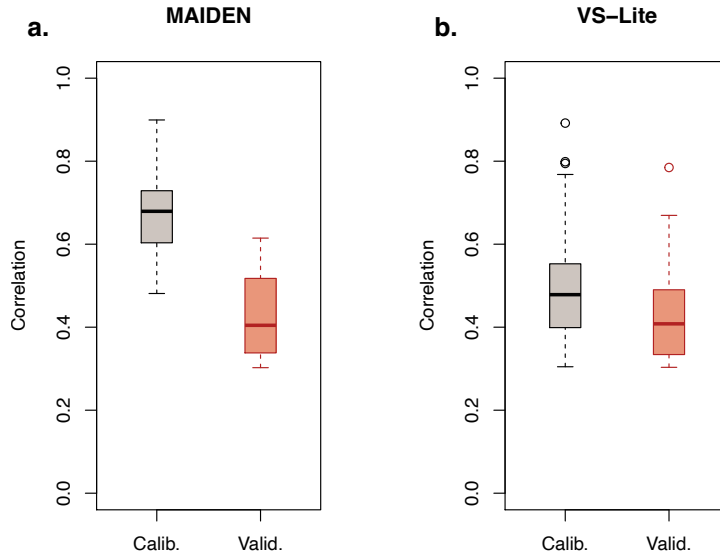 a.
MAIDEN
Correlation
1.0
0.8
0.6
0.4
0.2
0.0
Calib.
Valid.
b.
VS–Lite
Correlation
1.0
0.8
0.6
0.4
0.2
0.0
Calib.
Valid.